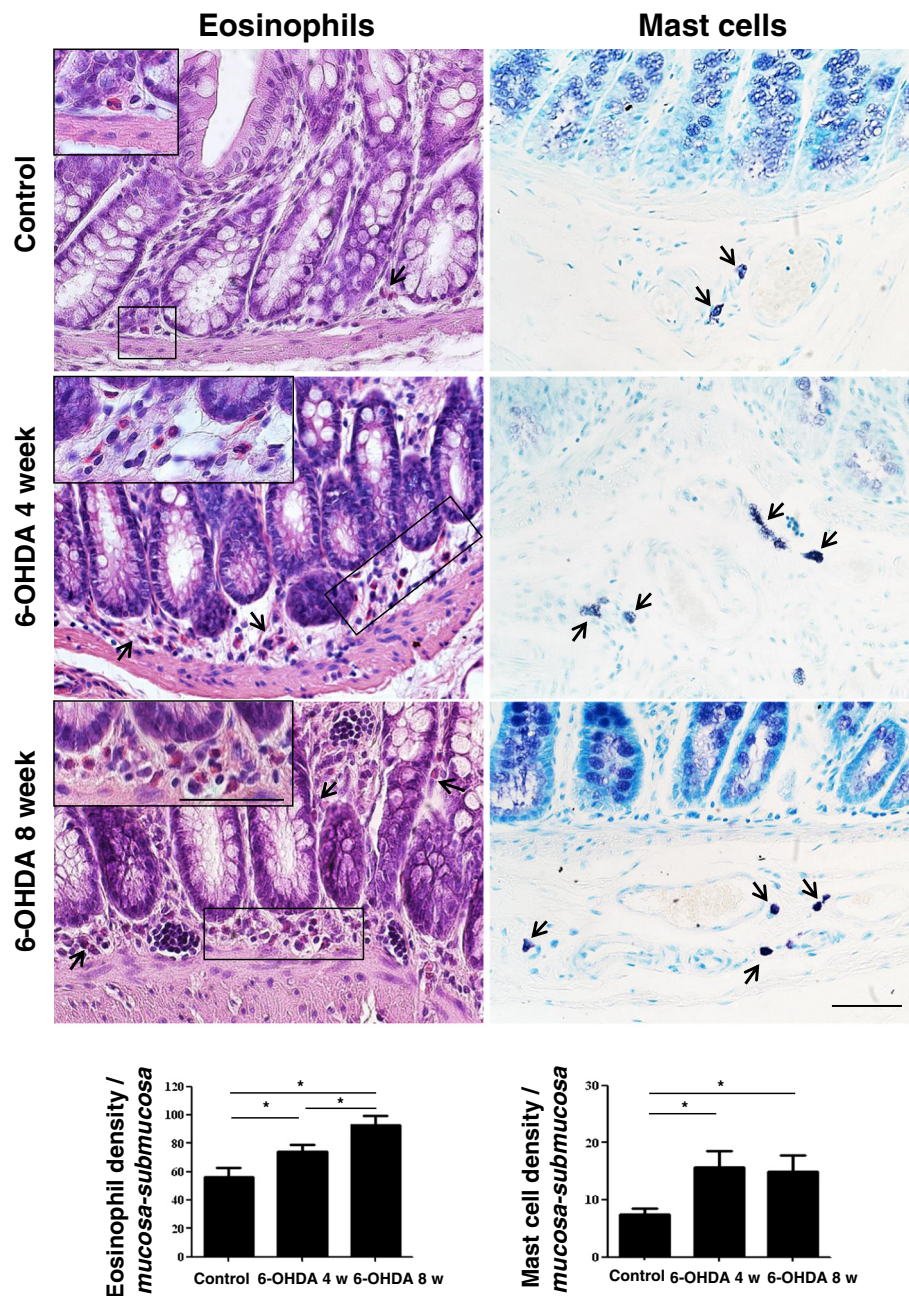 Eosinophils
Mast cells
Control
6-OHDA 4 week
6-OHDA 8 week
Eosinophil density /
mucosa-submucosa
120
100
80
60
40
20
0
*
*
*
Control
6-OHDA 4 w
6-OHDA 8 w
Mast cell density /
mucosa-submucosa
30
20
10
0
*
*
Control
6-OHDA 4 w
6-OHDA 8 w